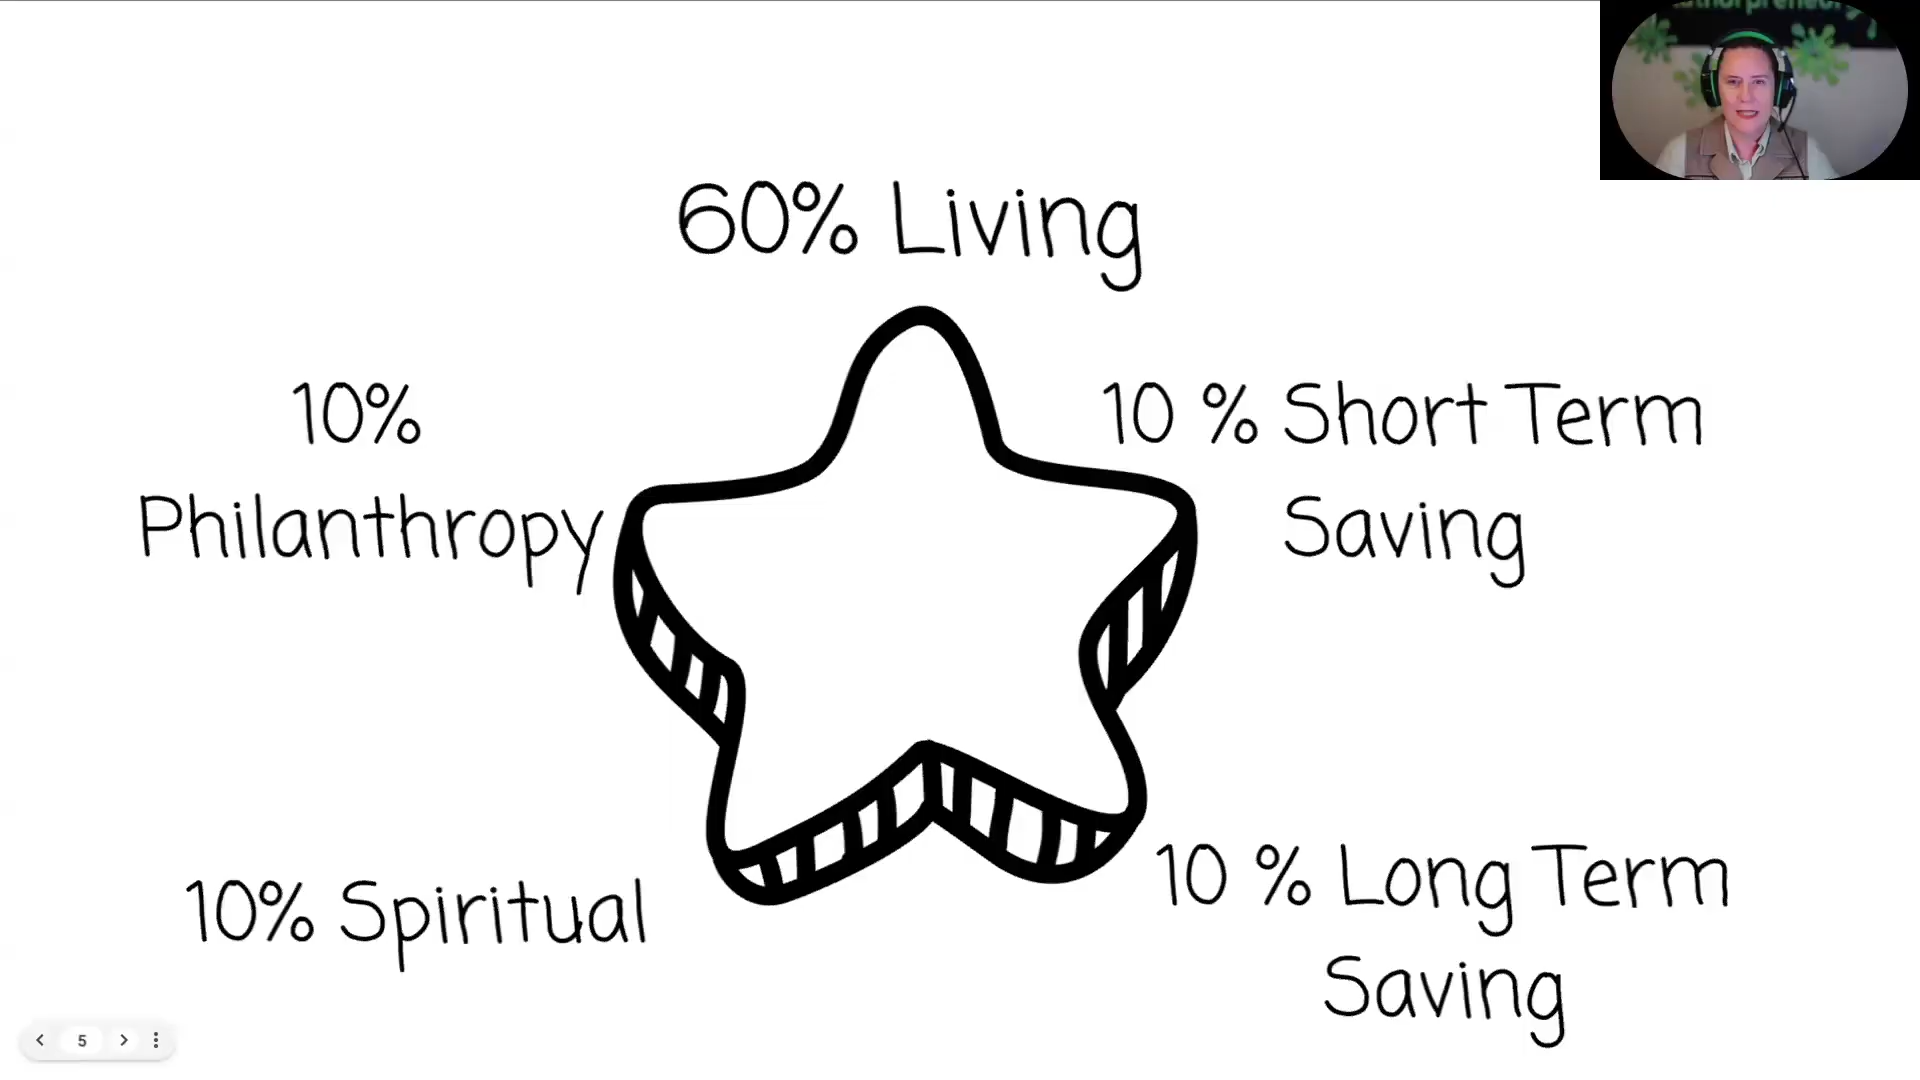 60% Living
10%
Philanthropy
10 % Short Term
Saving
10% Spiritual
10 % Long Term
Saving
5